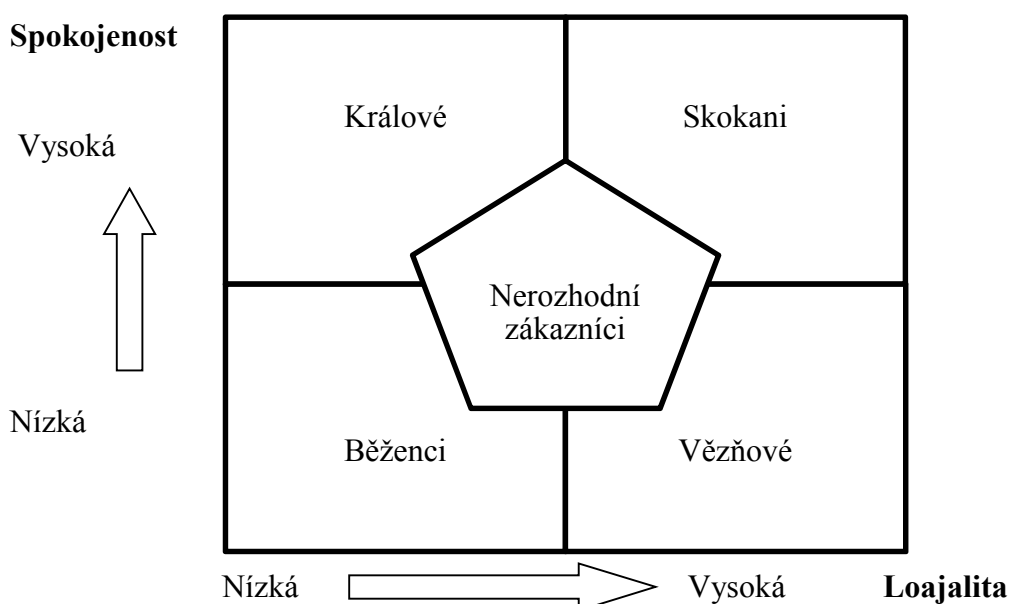 Spokojenost
Králové
Skokani
Vysoká
Nerozhodní
zákazníci
Nízká
Běženci
Vězňové
Nízká
Vysoká
Loajalita